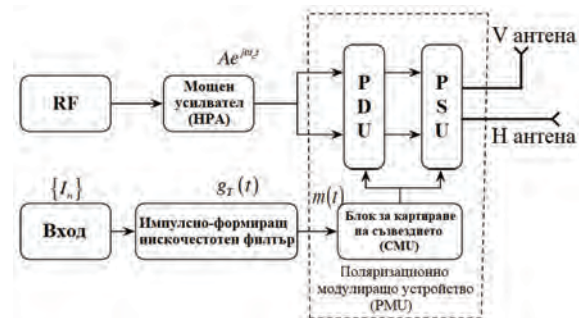 V антена
Ae^{jω_c t}
RF
Мощен
усилвател
(HPA)
P
D
U
P
S
U
H антена
{I_n}
g_T(t)
m(t)
Вход
Импулсно-формиращ
нискочестотен филтър
Блок за картиране
на съзвездието
(CMU)
Поляризационно
модулиращо устройство
(PMU)